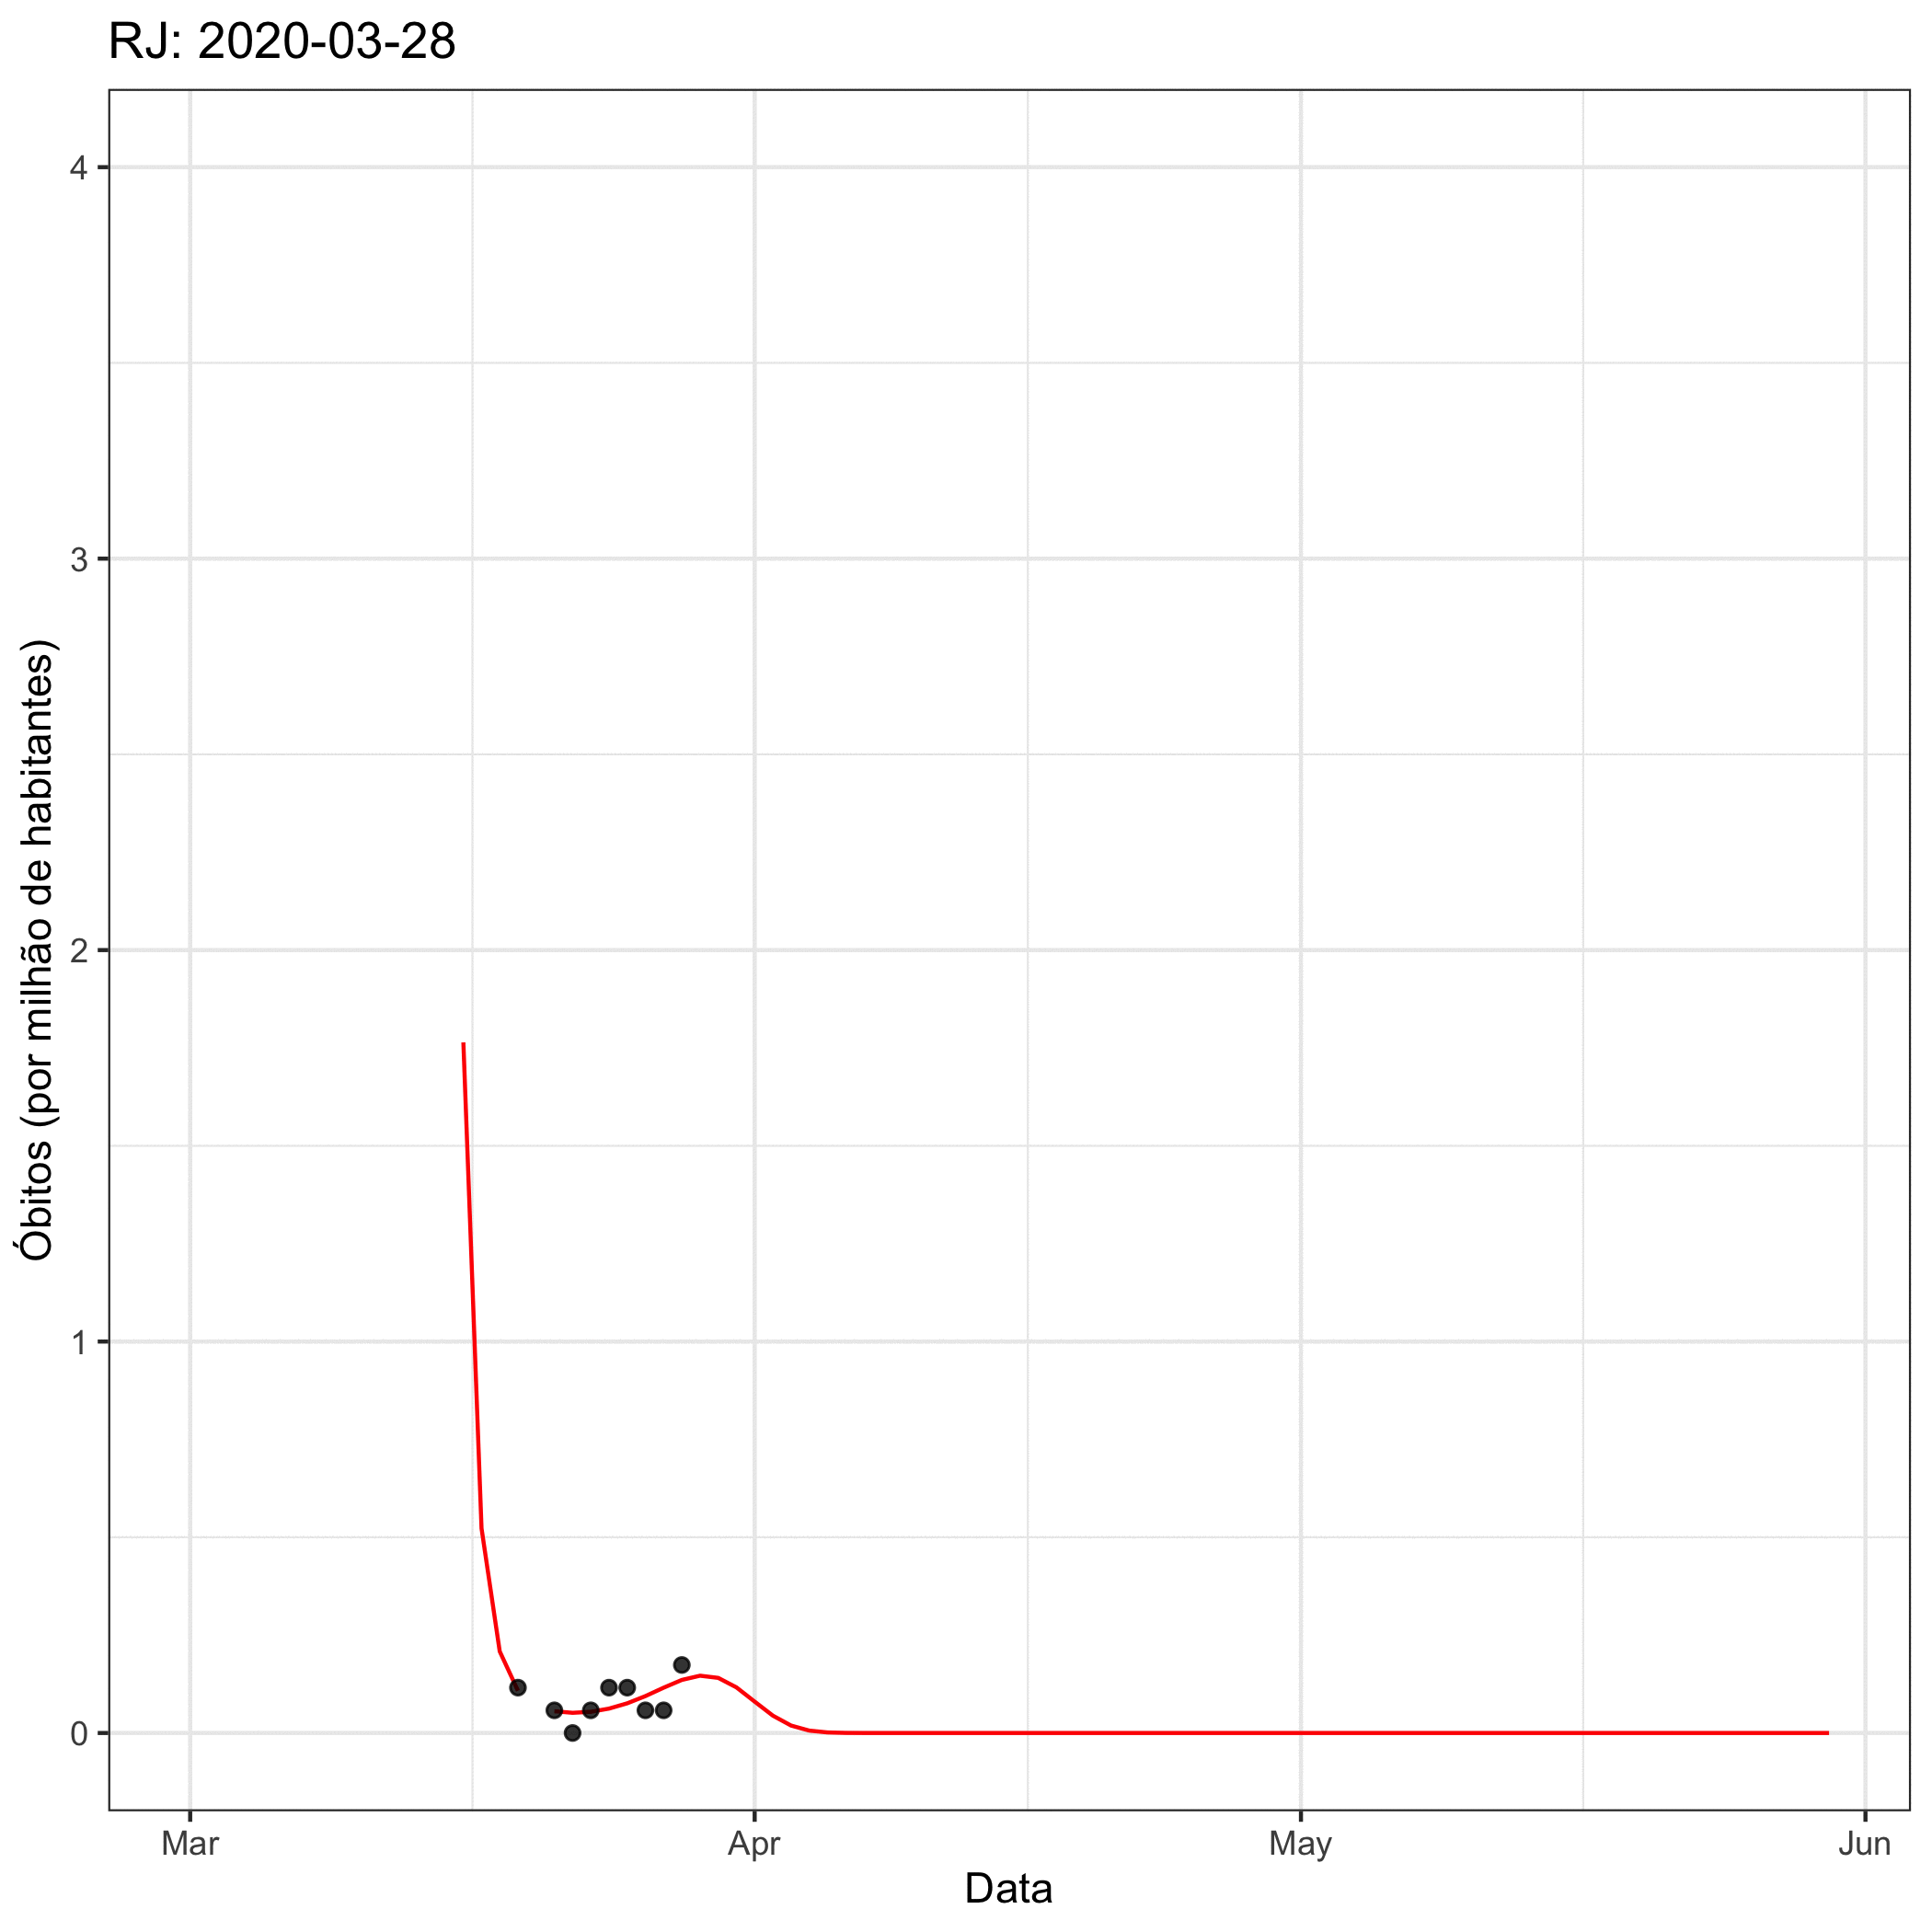 RJ: 2020-03-28
Óbitos (por milhão de habitantes)
4
3
2
1
0
Mar Apr May Jun
Data